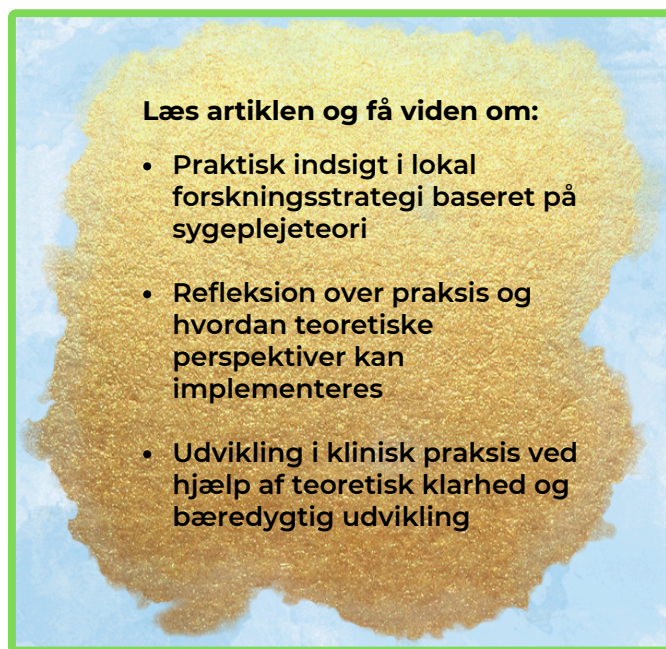 Læs artiklen og få viden om:
• Praktisk indsigt i lokal
forskningsstrategi baseret på
sygeplejeteori
• Refleksion over praksis og
hvordan teoretiske
perspektiver kan
implementeres
• Udvikling i klinisk praksis ved
hjælp af teoretisk klarhed og
bæredygtig udvikling